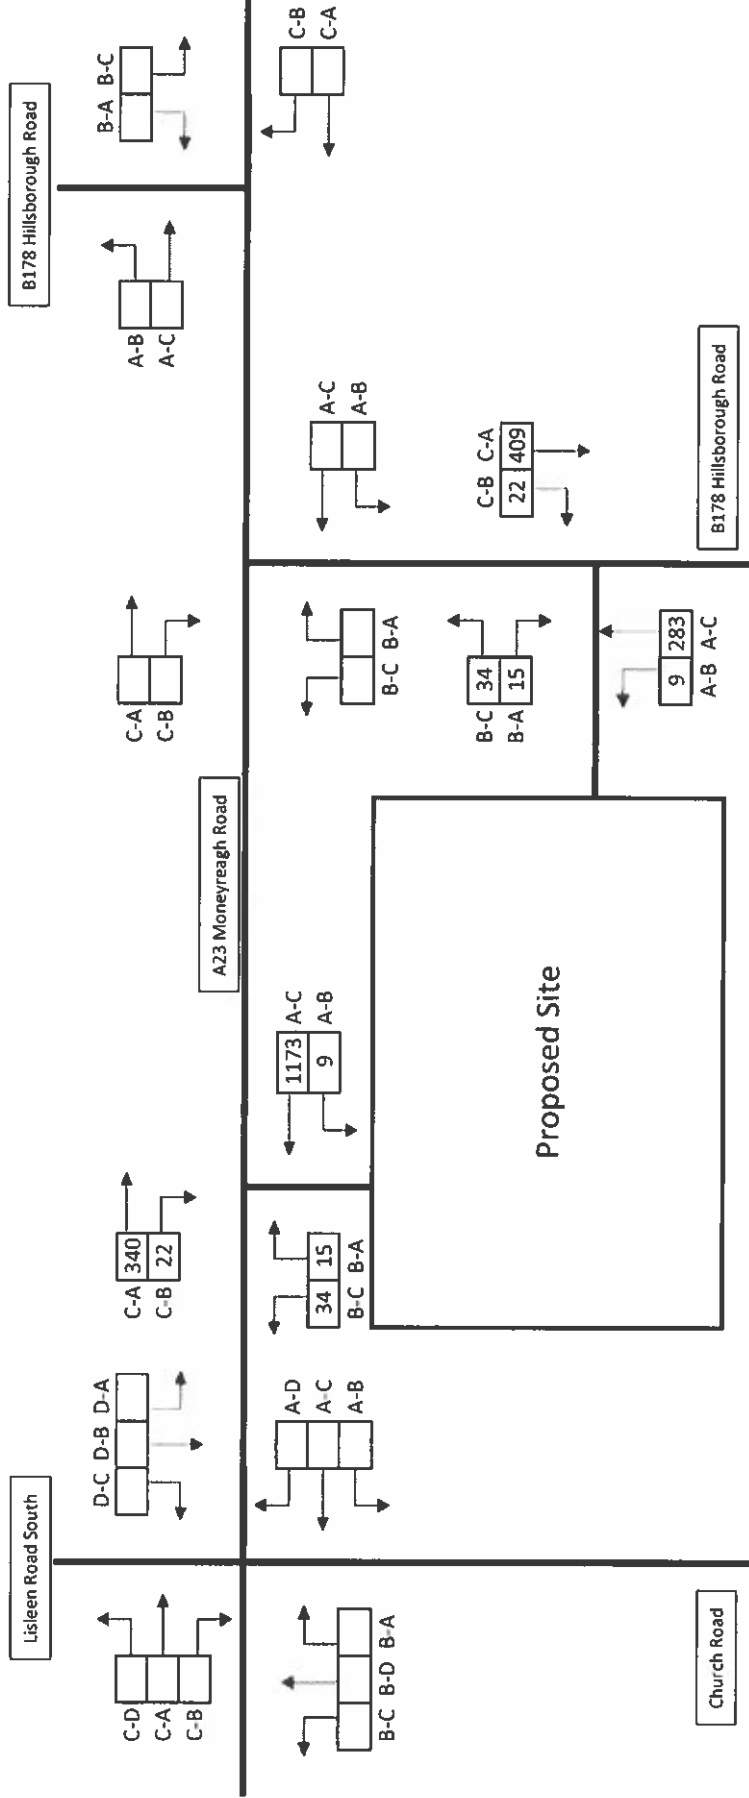 Lisleen Road South
B178 Hillsborough Road
C-D
C-A
C-B
D-C D-B D-A
C-A 340
C-B 22
C-A
C-B
A-B
A-C
B-A B-C
A23 Moneyreagh Road
B-C B-D B-A
A-D
A-C
A-B
34 15
B-C B-A
1173 A-C
9 A-B
B-C B-A
A-C
A-B
C-B
C-A
B-C 34
B-A 15
C-B C-A
22 409
Proposed Site
9 283
A-B A-C
Church Road
B178 Hillsborough Road